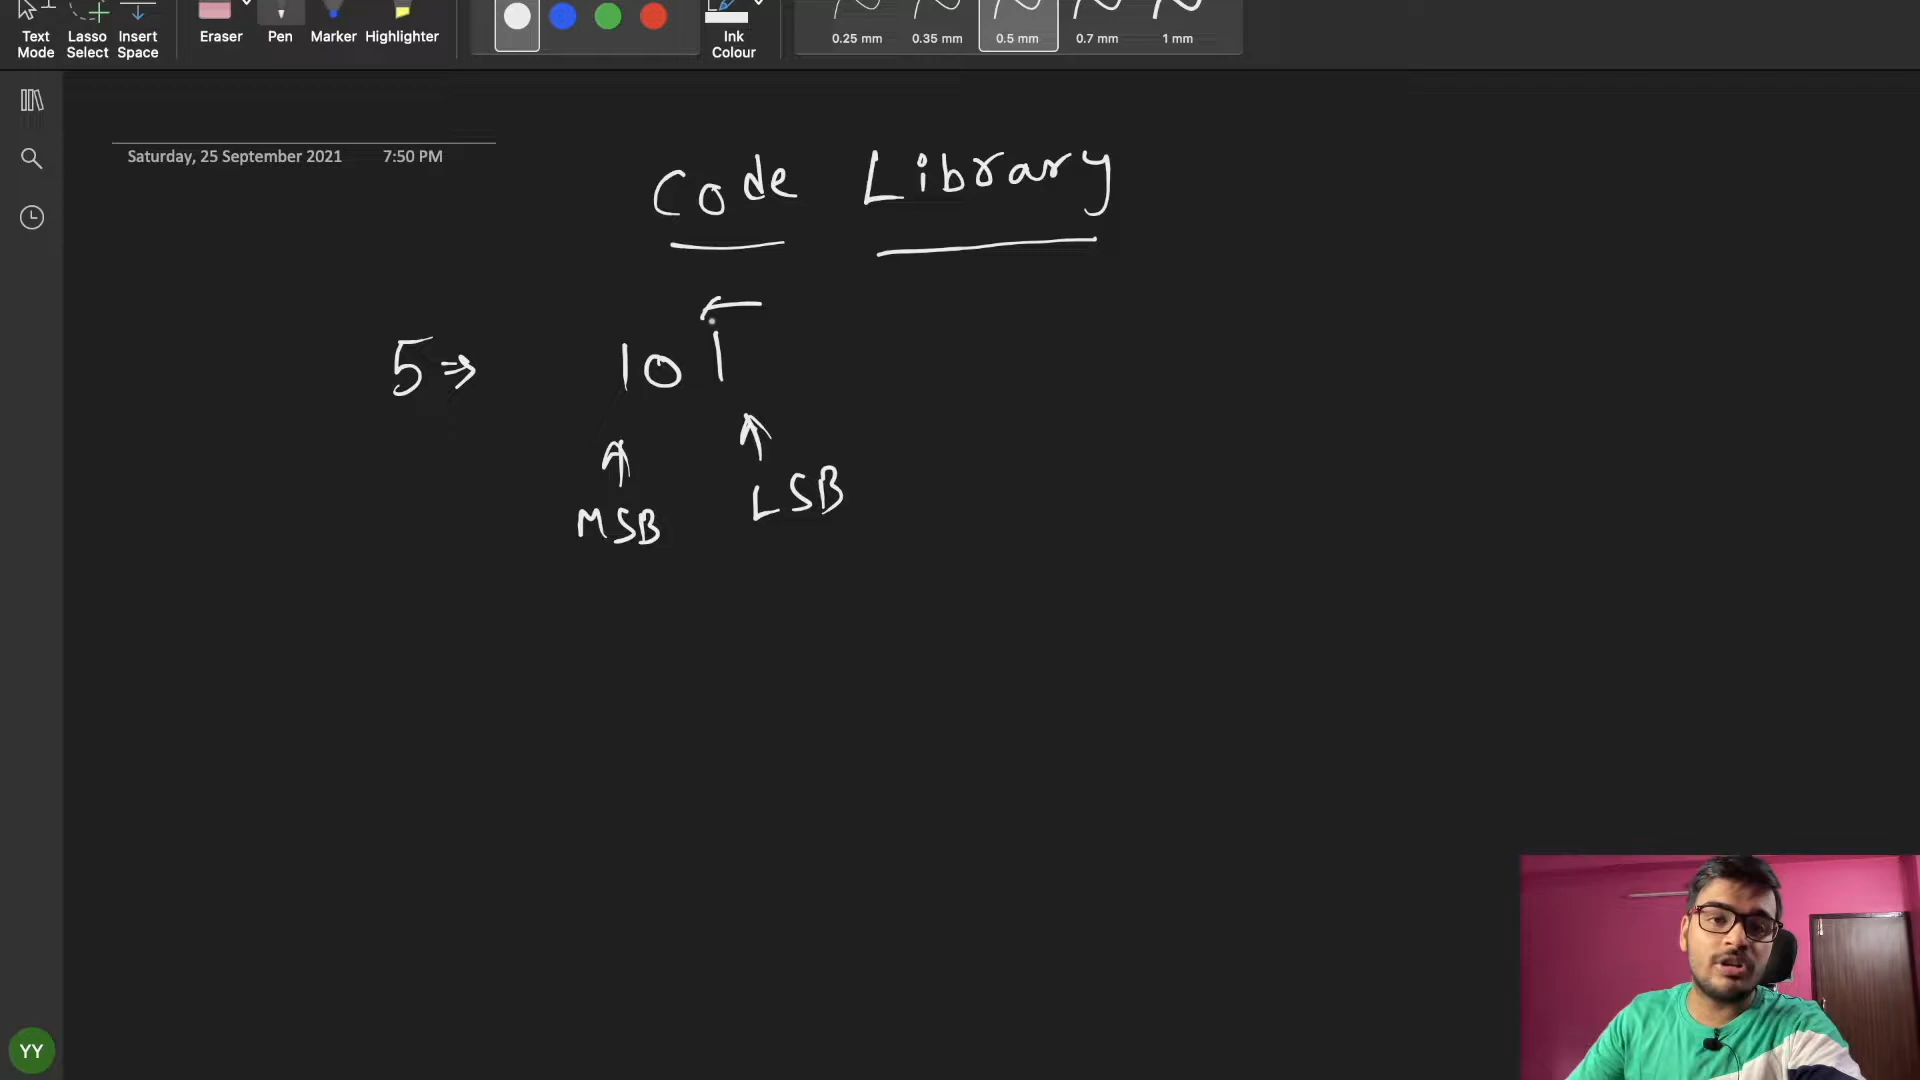 Text Mode
Lasso Select
Insert Space
Eraser
Pen
Marker
Highlighter
Ink Colour
0.25 mm
0.35 mm
0.5 mm
0.7 mm
1 mm
Saturday, 25 September 2021 7:50 PM
Code Library
5 ⇒ 101
MSB
LSB
YY